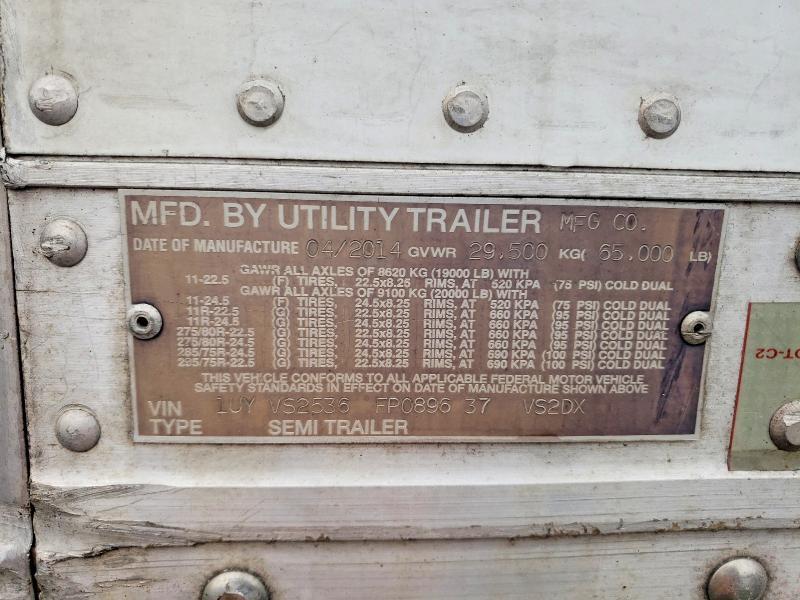 MFD. BY UTILITY TRAILER MFG CO.
DATE OF MANUFACTURE 04/2014 GVWR 29,500 KG( 65,000 LB)
GAWR ALL AXLES OF 8620 KG (19000 LB) WITH
11-22.5 (F) TIRES, 22.5x8.25 RIMS, AT 520 KPA (75 PSI) COLD DUAL
GAWR ALL AXLES OF 9100 KG (20000 LB) WITH
11-24.5 (F) TIRES, 24.5x8.25 RIMS, AT 520 KPA (75 PSI) COLD DUAL
11R-22.5 (G) TIRES, 22.5x8.25 RIMS, AT 660 KPA (95 PSI) COLD DUAL
11R-24.5 (G) TIRES, 24.5x8.25 RIMS, AT 660 KPA (95 PSI) COLD DUAL
275/80R-22.5 (G) TIRES, 22.5x8.25 RIMS, AT 660 KPA (95 PSI) COLD DUAL
275/80R-24.5 (G) TIRES, 24.5x8.25 RIMS, AT 660 KPA (95 PSI) COLD DUAL
285/75R-24.5 (G) TIRES, 24.5x8.25 RIMS, AT 690 KPA (100 PSI) COLD DUAL
295/75R-22.5 (G) TIRES, 22.5x8.25 RIMS, AT 690 KPA (100 PSI) COLD DUAL
THIS VEHICLE CONFORMS TO ALL APPLICABLE FEDERAL MOTOR VEHICLE
SAFETY STANDARDS IN EFFECT ON DATE OF MANUFACTURE SHOWN ABOVE
VIN 1UY VS2536 FP0896 37 VS2DX
TYPE SEMI TRAILER
DOT-C2